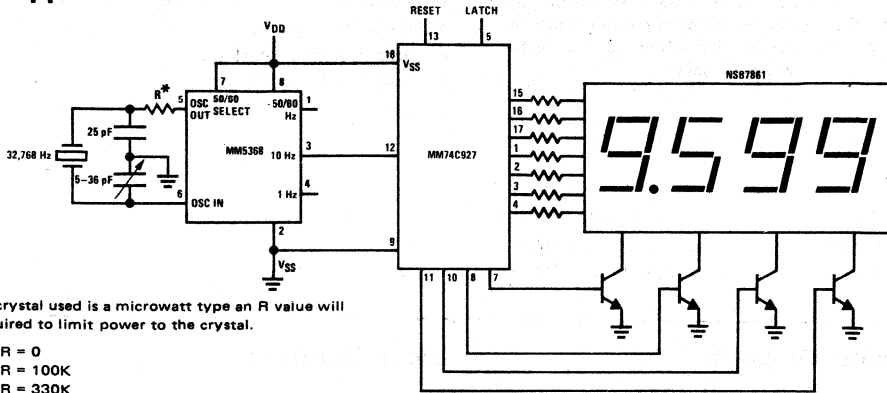 RESET LATCH
VDD
13 5
16 VSS
7 8
NSB7861
R*
5 OSC OUT 50/60 SELECT 50/60 Hz 1
15
16
17
1
2
3
4
25 pF
32,768 Hz
MM5368 10 Hz 3
12 MM74C927
9.599
5–36 pF
6 OSC IN
1 Hz 4
2
9
VSS
11 10 8 7
crystal used is a microwatt type an R value will
uired to limit power to the crystal.
R = 0
R = 100K
R = 330K